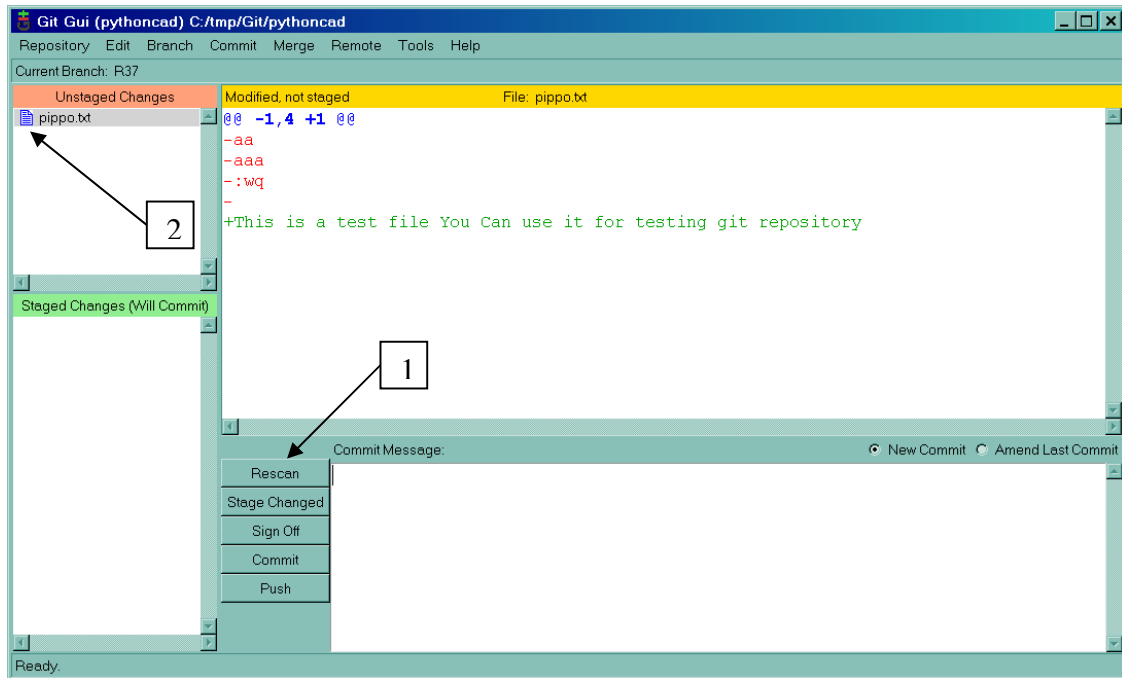 Git Gui (pythoncad) C:/tmp/Git/pythoncad
Repository Edit Branch Commit Merge Remote Tools Help
Current Branch: R37
Unstaged Changes
Modified, not staged File: pippo.txt
pippo.txt
@@ -1,4 +1 @@
-aa
-aaa
-:wq
-
+This is a test file You Can use it for testing git repository
2
Staged Changes (Will Commit)
1
Commit Message: New Commit Amend Last Commit
Rescan
Stage Changed
Sign Off
Commit
Push
Ready.